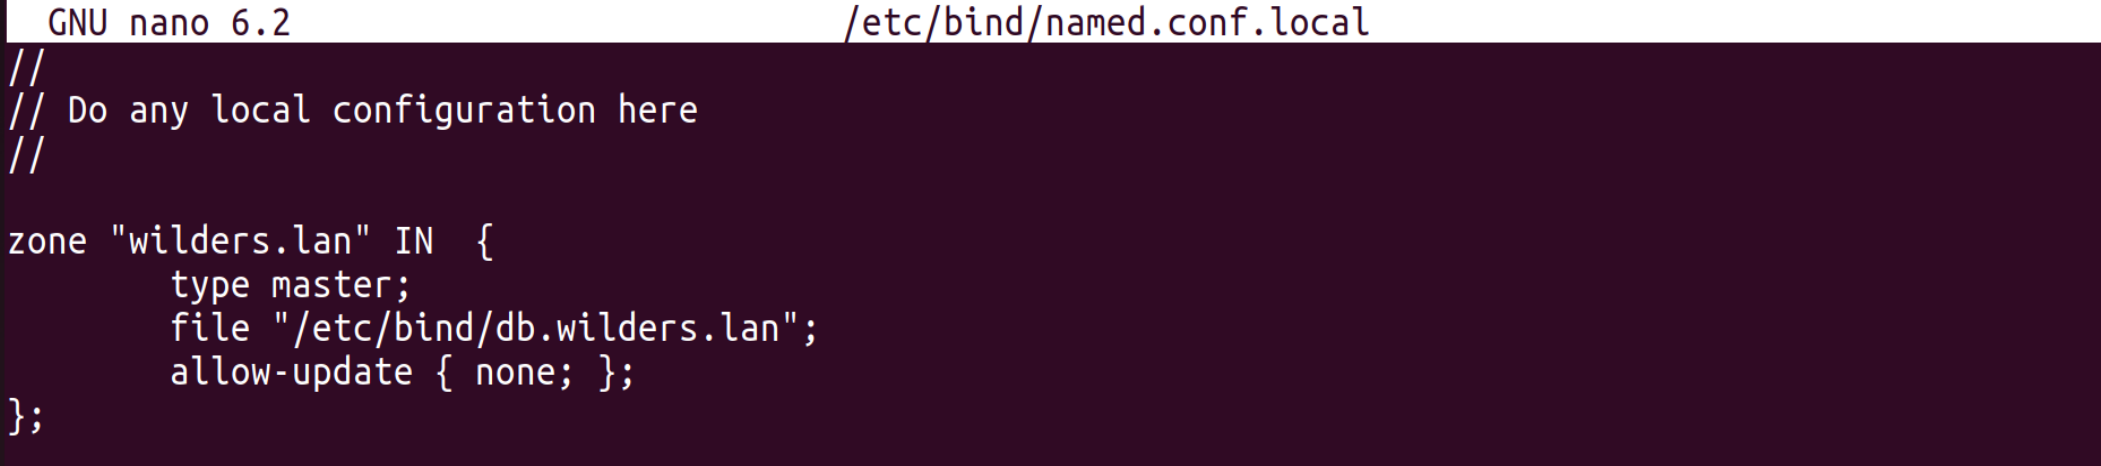 GNU nano 6.2 /etc/bind/named.conf.local
//
// Do any local configuration here
//
zone "wilders.lan" IN  {
        type master;
        file "/etc/bind/db.wilders.lan";
        allow-update { none; };
};